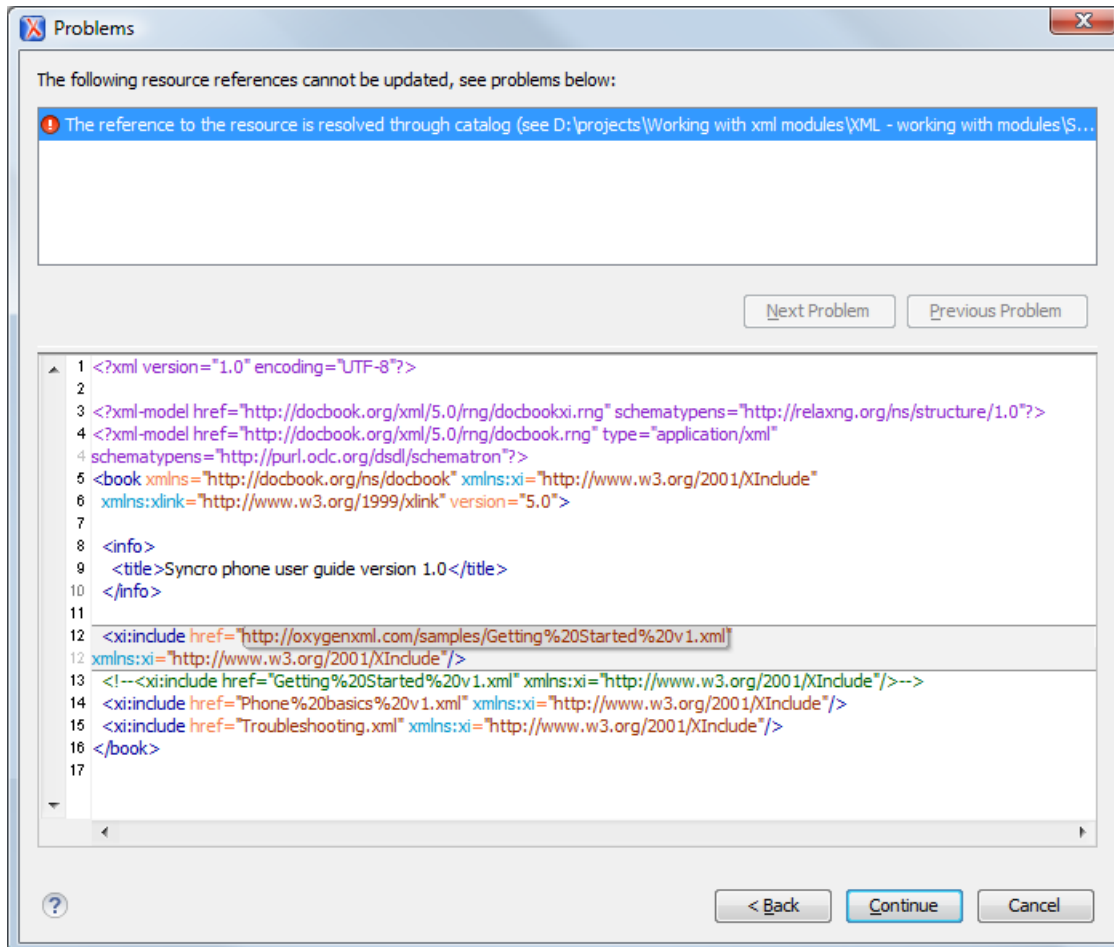 Problems
The following resource references cannot be updated, see problems below:
The reference to the resource is resolved through catalog (see D:\projects\Working with xml modules\XML - working with modules\S...
Next Problem Previous Problem
1 <?xml version="1.0" encoding="UTF-8"?>
2
3 <?xml-model href="http://docbook.org/xml/5.0/rng/docbookxi.rng" schematypens="http://relaxng.org/ns/structure/1.0"?>
4 <?xml-model href="http://docbook.org/xml/5.0/rng/docbook.rng" type="application/xml"
4 schematypens="http://purl.oclc.org/dsdl/schematron"?>
5 <book xmlns="http://docbook.org/ns/docbook" xmlns:xi="http://www.w3.org/2001/XInclude"
6 xmlns:xlink="http://www.w3.org/1999/xlink" version="5.0">
7
8 <info>
9 <title>Syncro phone user guide version 1.0</title>
10 </info>
11
12 <xi:include href="http://oxygenxml.com/samples/Getting%20Started%20v1.xml"
12 xmlns:xi="http://www.w3.org/2001/XInclude"/>
13 <!--<xi:include href="Getting%20Started%20v1.xml" xmlns:xi="http://www.w3.org/2001/XInclude"/>-->
14 <xi:include href="Phone%20basics%20v1.xml" xmlns:xi="http://www.w3.org/2001/XInclude"/>
15 <xi:include href="Troubleshooting.xml" xmlns:xi="http://www.w3.org/2001/XInclude"/>
16 </book>
17
? < Back Continue Cancel